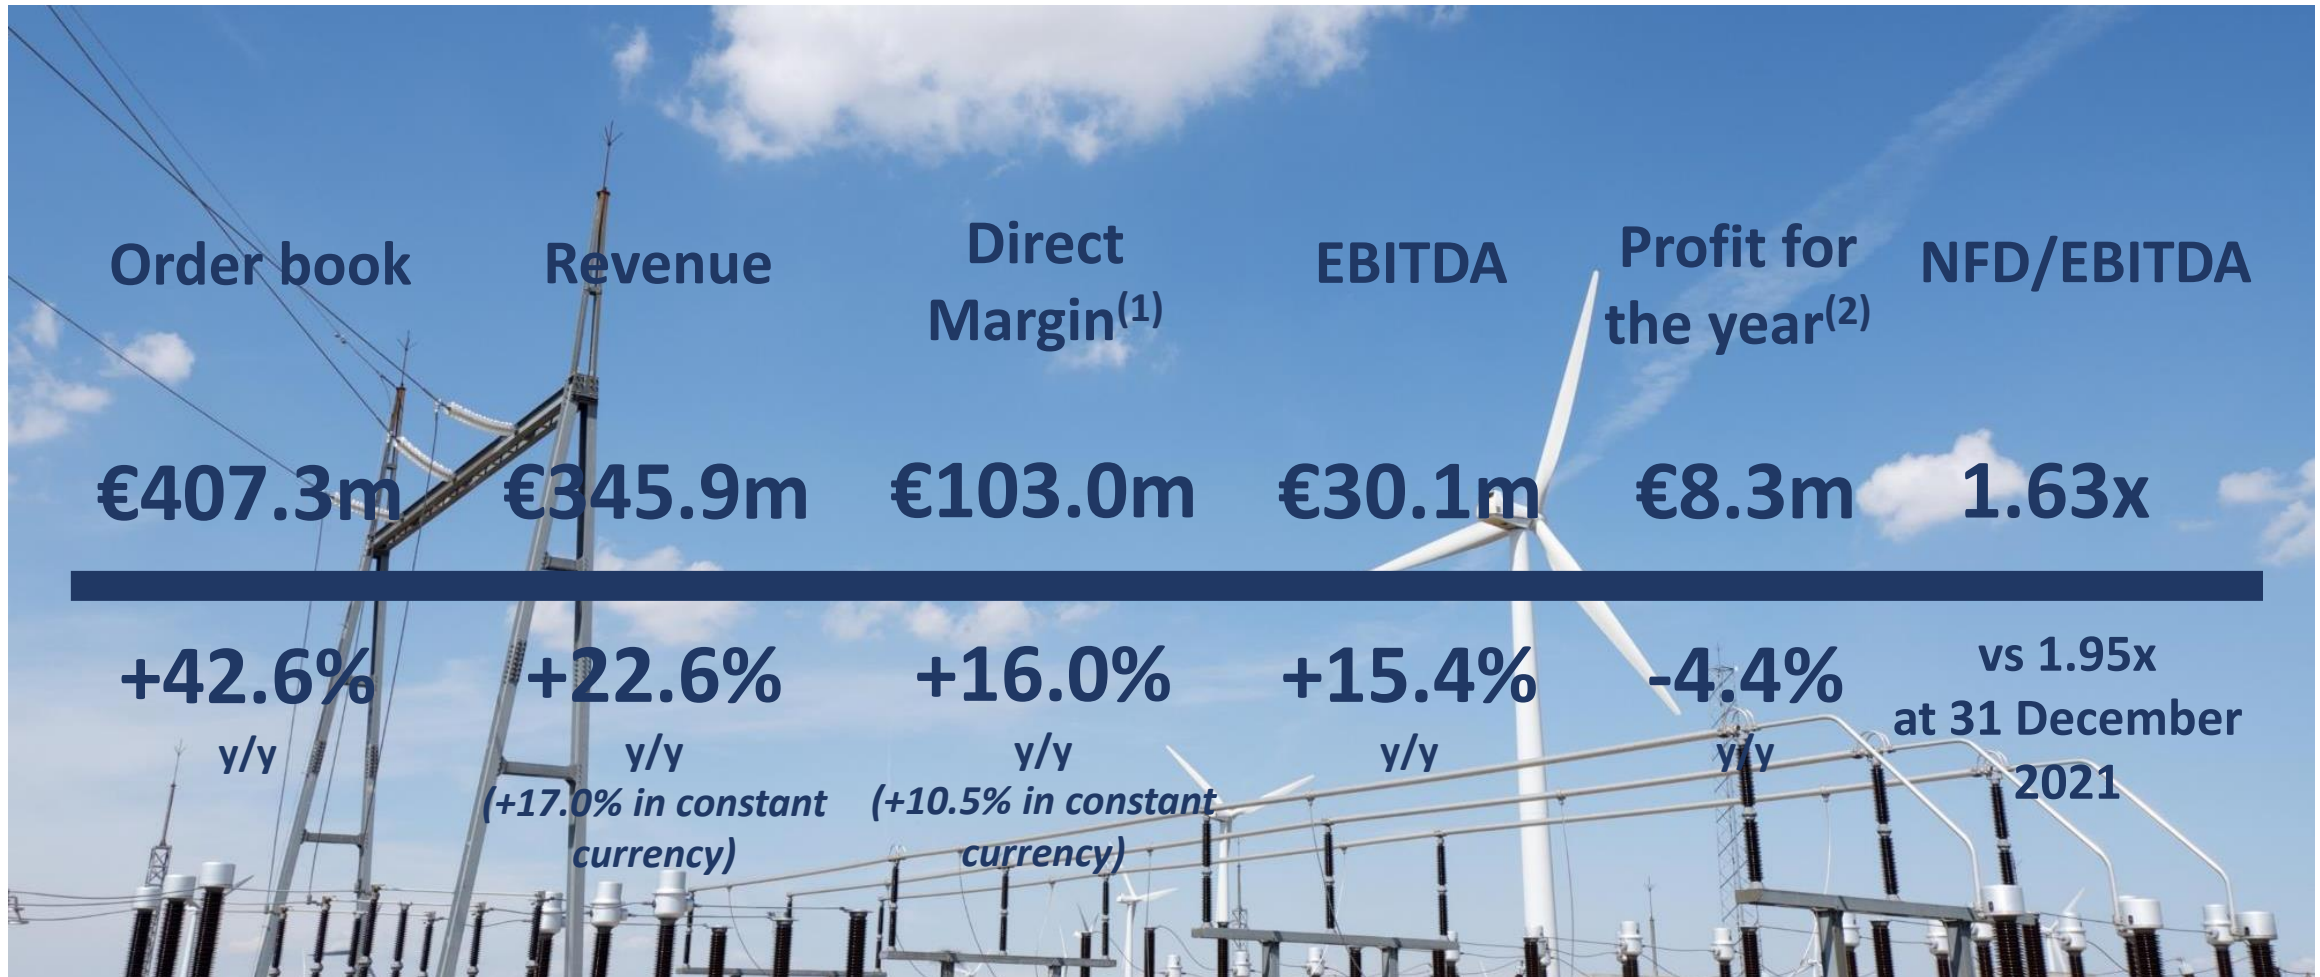 Order book
€407.3m
+42.6%
y/y
Revenue
€345.9m
+22.6%
y/y
(+17.0% in constant
currency)
Direct
Margin(1)
€103.0m
+16.0%
y/y
(+10.5% in constant
currency)
EBITDA
€30.1m
+15.4%
y/y
Profit for
the year(2)
€8.3m
-4.4%
y/y
NFD/EBITDA
1.63x
vs 1.95x
at 31 December
2021